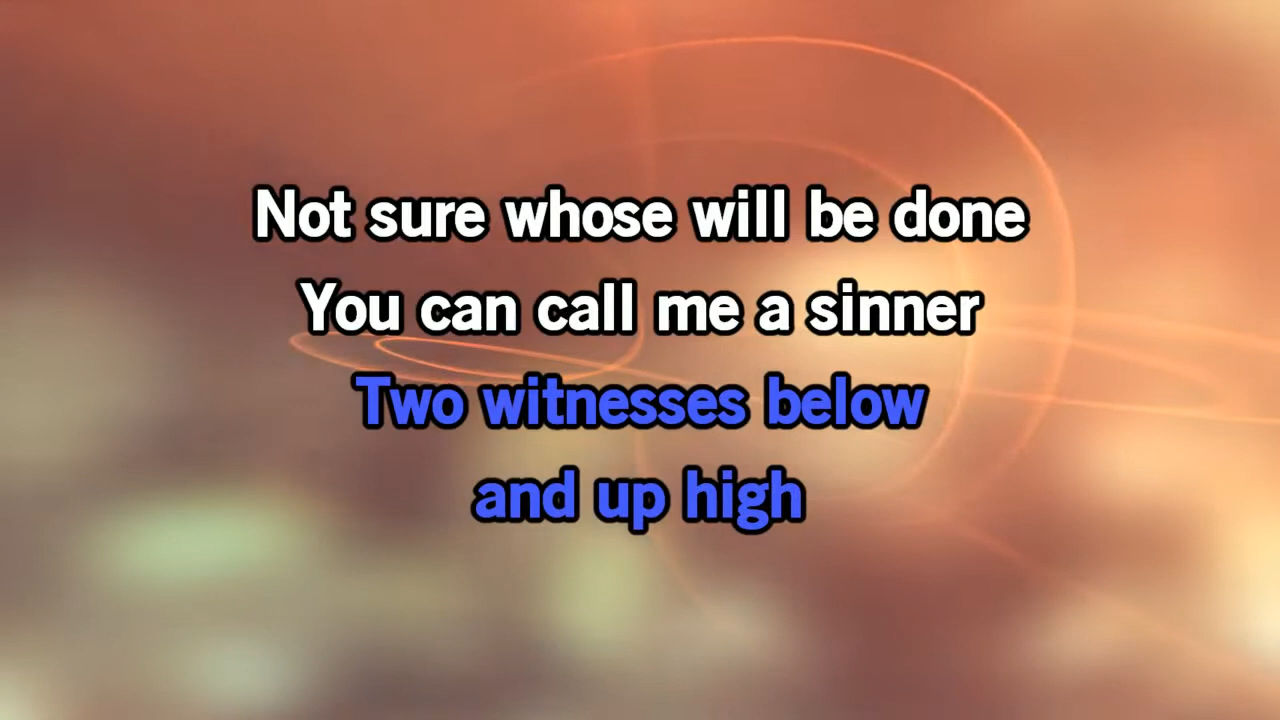 Not sure whose will be done
You can call me a sinner
Two witnesses below
and up high